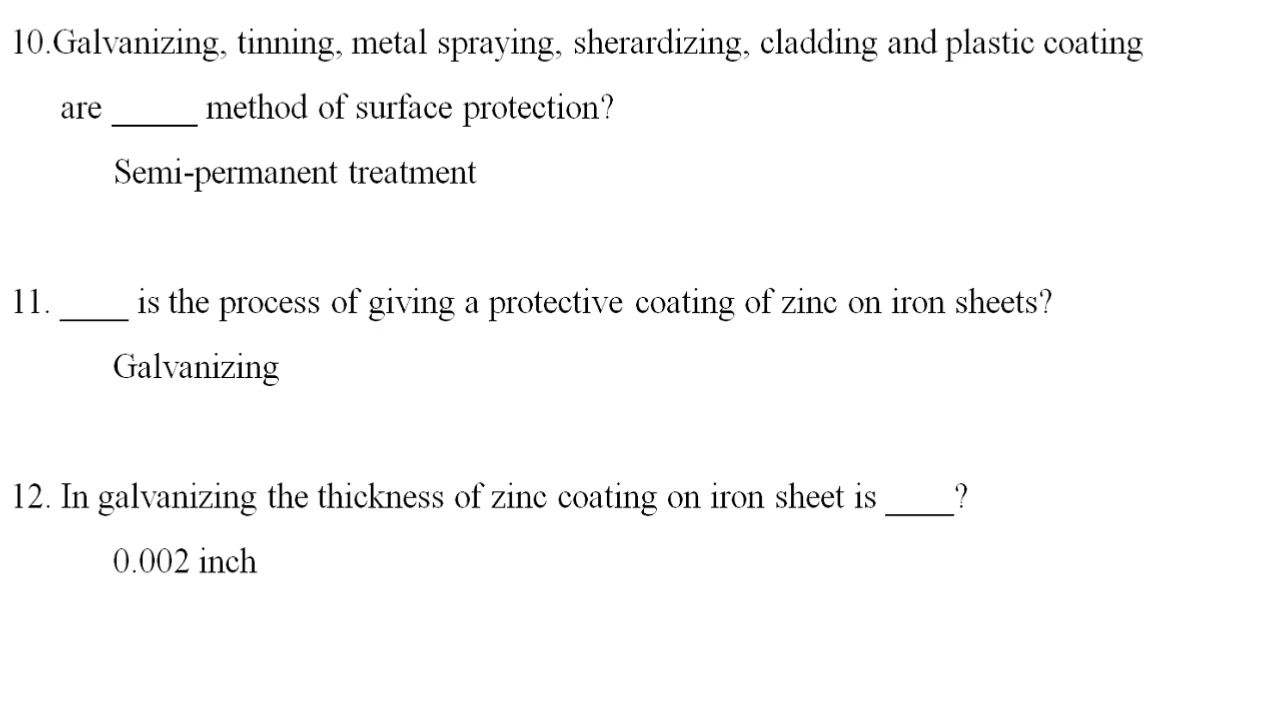 10.Galvanizing, tinning, metal spraying, sherardizing, cladding and plastic coating
are _____ method of surface protection?
Semi-permanent treatment
11. ____ is the process of giving a protective coating of zinc on iron sheets?
Galvanizing
12. In galvanizing the thickness of zinc coating on iron sheet is ____?
0.002 inch